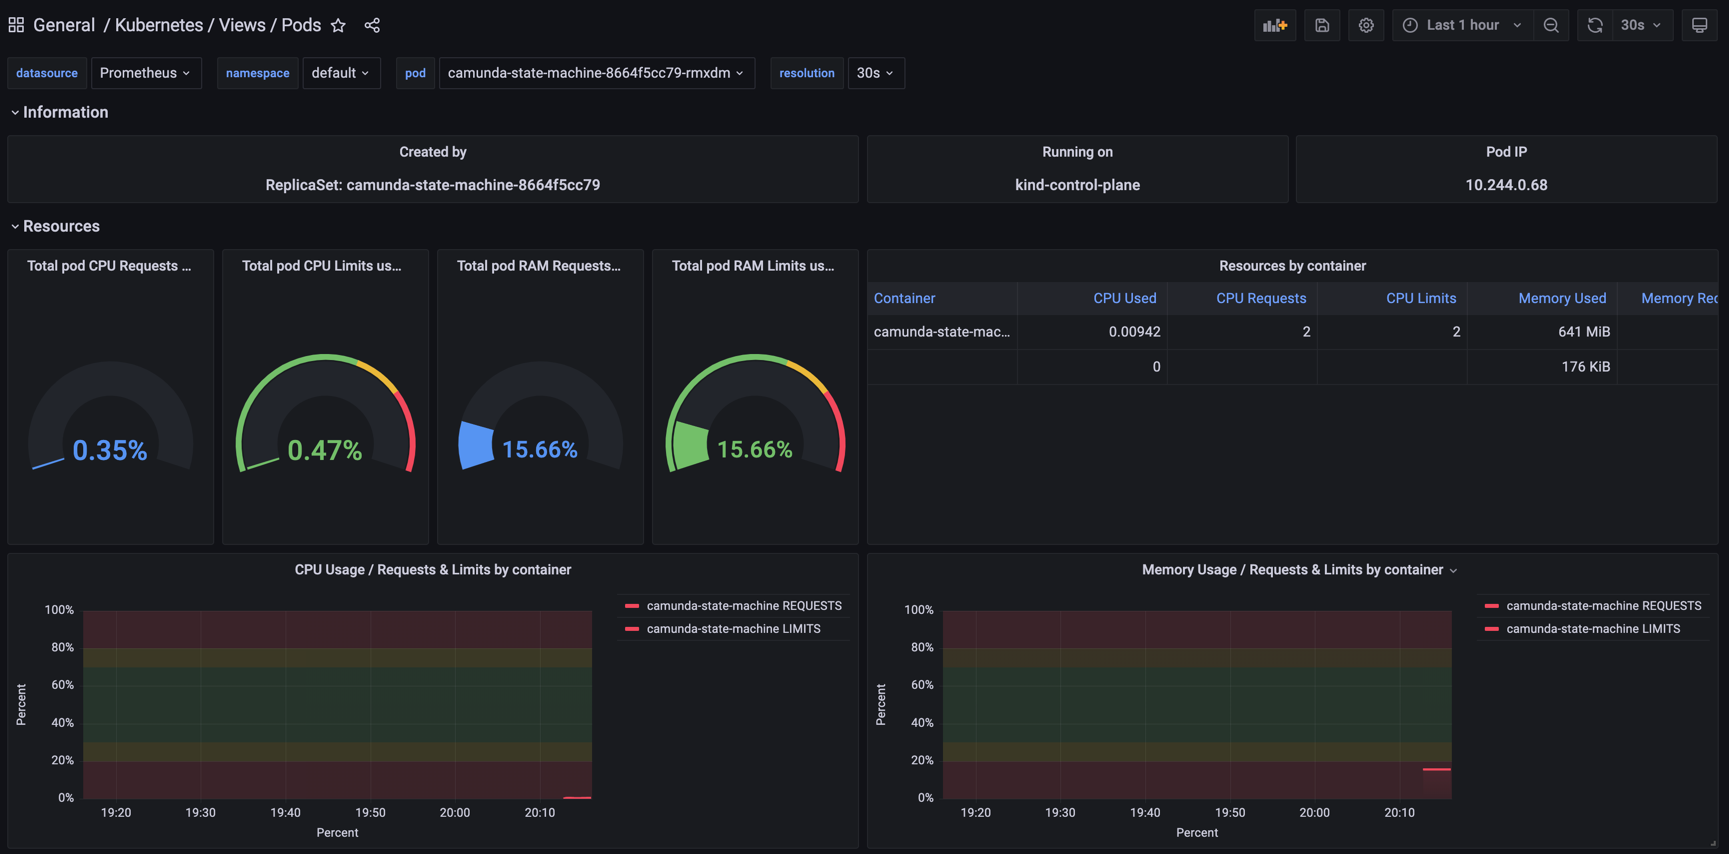 General / Kubernetes / Views / Pods
Last 1 hour
30s
datasource Prometheus namespace default pod camunda-state-machine-8664f5cc79-rmxdm resolution 30s
Information
Created by
ReplicaSet: camunda-state-machine-8664f5cc79
Running on
kind-control-plane
Pod IP
10.244.0.68
Resources
Total pod CPU Requests ...
0.35%
Total pod CPU Limits us...
0.47%
Total pod RAM Requests...
15.66%
Total pod RAM Limits us...
15.66%
Resources by container
Container CPU Used CPU Requests CPU Limits Memory Used Memory Rec
camunda-state-mac... 0.00942 2 2 641 MiB
0 176 KiB
CPU Usage / Requests & Limits by container
Percent
100%
80%
60%
40%
20%
0%
19:20 19:30 19:40 19:50 20:00 20:10
Percent
camunda-state-machine REQUESTS
camunda-state-machine LIMITS
Memory Usage / Requests & Limits by container
Percent
100%
80%
60%
40%
20%
0%
19:20 19:30 19:40 19:50 20:00 20:10
Percent
camunda-state-machine REQUESTS
camunda-state-machine LIMITS